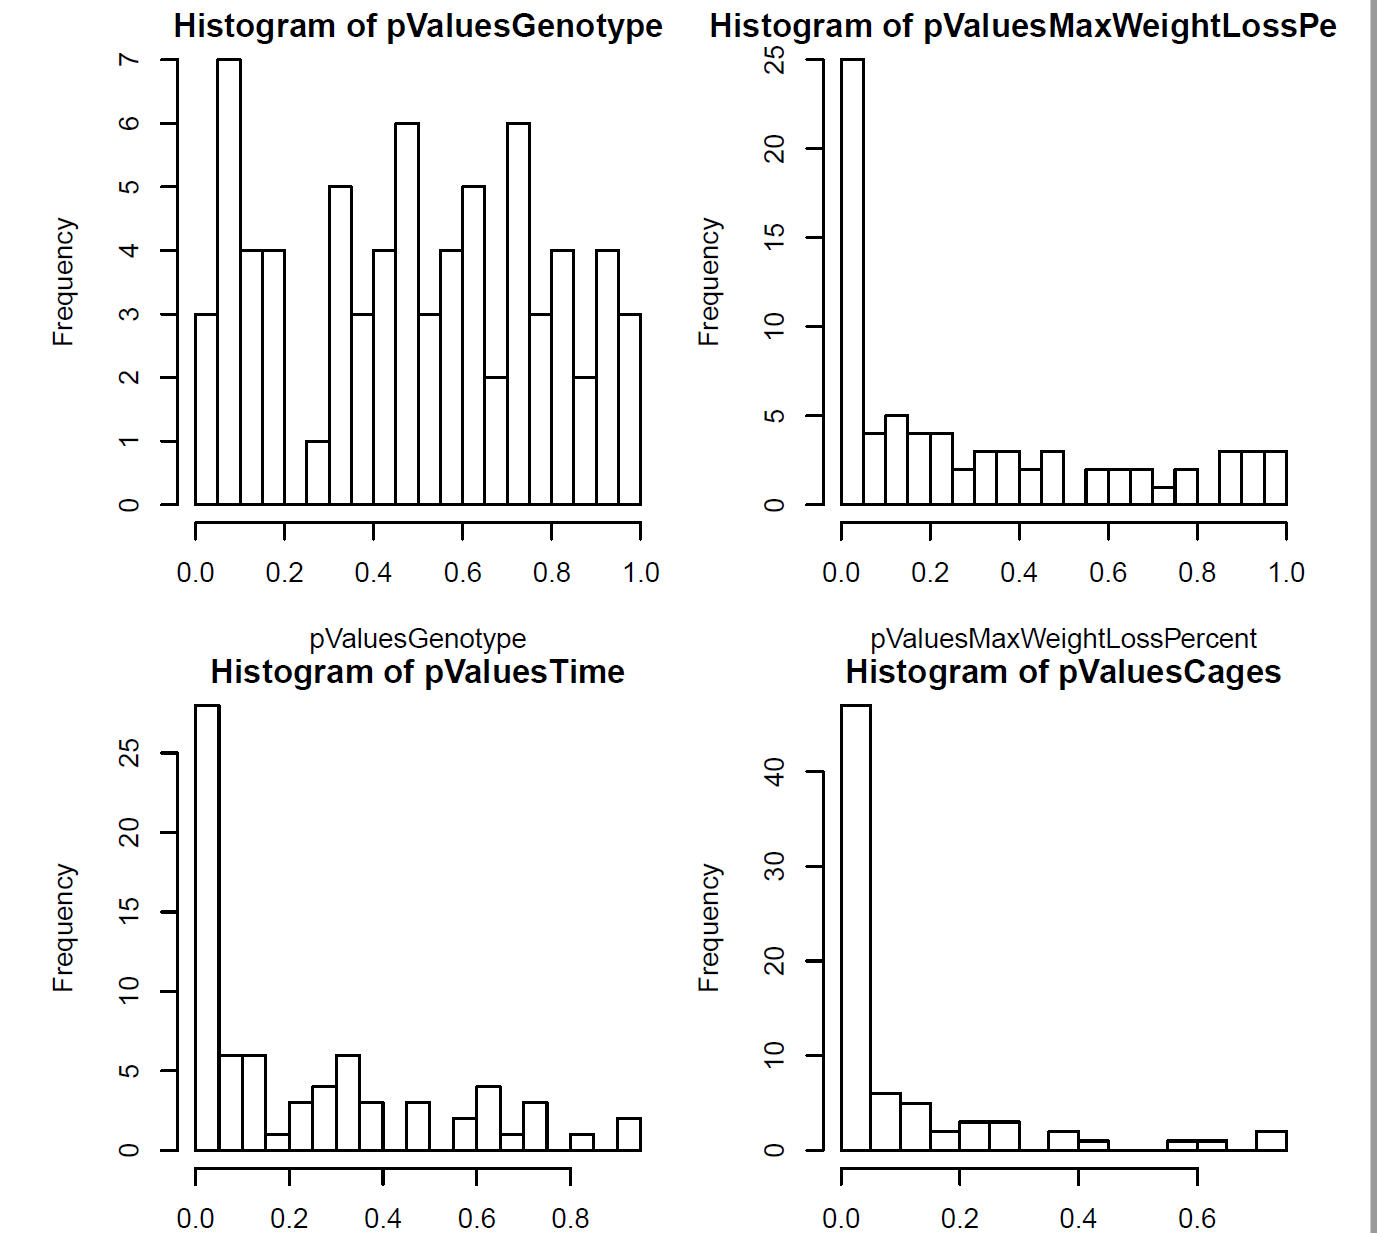 Histogram of pValuesGenotype
Frequency
7
6
5
4
3
2
1
0
0.0 0.2 0.4 0.6 0.8 1.0
pValuesGenotype
Histogram of pValuesMaxWeightLossPe
Frequency
25
20
15
10
5
0
0.0 0.2 0.4 0.6 0.8 1.0
pValuesMaxWeightLossPercent
Histogram of pValuesTime
Frequency
25
20
15
10
5
0
0.0 0.2 0.4 0.6 0.8
Histogram of pValuesCages
Frequency
40
30
20
10
0
0.0 0.2 0.4 0.6